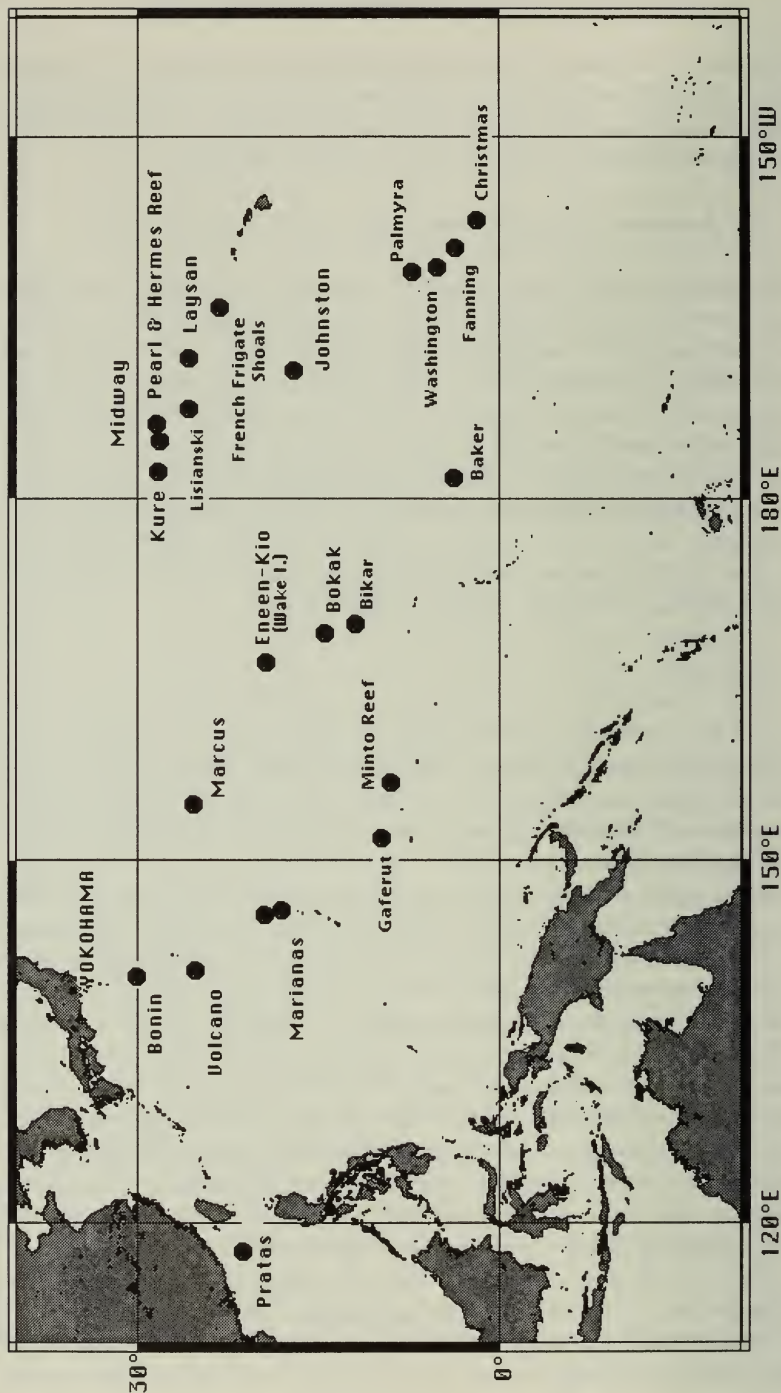 Midway
Kure
Pearl & Hermes Reef
Lisianski
Laysan
French Frigate
Shoals
Johnston
Palmyra
Washington
Fanning
Christmas
Baker
Eneen-Kio
(Wake I.)
Bokak
Bikar
Marcus
Minto Reef
Gaferut
YOKOHAMA
Bonin
Volcano
Marianas
Pratas
30°
0°
120°E
150°E
180°E
150°W